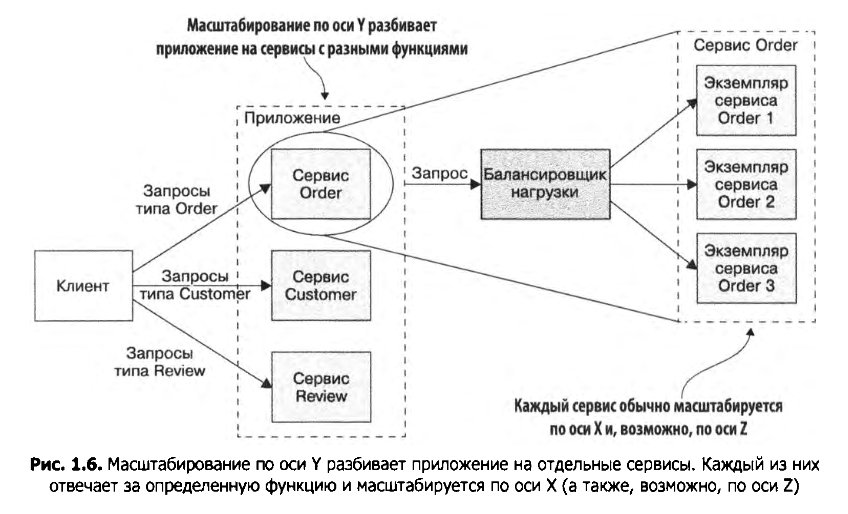 Масштабирование по оси Y разбивает
приложение на сервисы с разными функциями
Сервис Order
Приложение
Экземпляр
сервиса
Order 1
Запросы
типа Order
Сервис
Order
Запрос
Балансировщик
нагрузки
Экземпляр
сервиса
Order 2
Клиент
Запросы
типа Customer
Сервис
Customer
Экземпляр
сервиса
Order 3
Запросы
типа Review
Сервис
Review
Каждый сервис обычно масштабируется
по оси X и, возможно, по оси Z
Рис. 1.6. Масштабирование по оси Y разбивает приложение на отдельные сервисы. Каждый из них
отвечает за определенную функцию и масштабируется по оси X (а также, возможно, по оси Z)